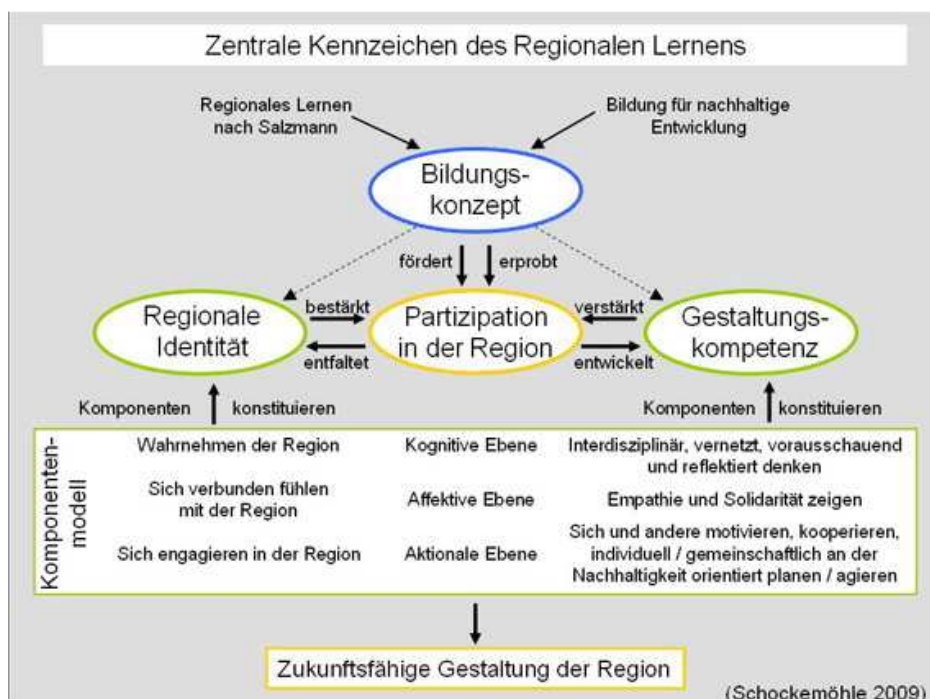 Zentrale Kennzeichen des Regionalen Lernens
Regionales Lernen
nach Salzmann
Bildung für nachhaltige
Entwicklung
Bildungs-
konzept
fördert
erprobt
Regionale
Identität
bestärkt
entfaltet
Partizipation
in der Region
verstärkt
entwickelt
Gestaltungs-
kompetenz
Komponenten
konstituieren
Komponenten
konstituieren
Komponenten-
modell
Wahrnehmen der Region
Kognitive Ebene
Interdisziplinär, vernetzt, vorausschauend
und reflektiert denken
Sich verbunden fühlen
mit der Region
Affektive Ebene
Empathie und Solidarität zeigen
Sich engagieren in der Region
Aktionale Ebene
Sich und andere motivieren, kooperieren,
individuell / gemeinschaftlich an der
Nachhaltigkeit orientiert planen / agieren
Zukunftsfähige Gestaltung der Region
(Schockemöhle 2009)